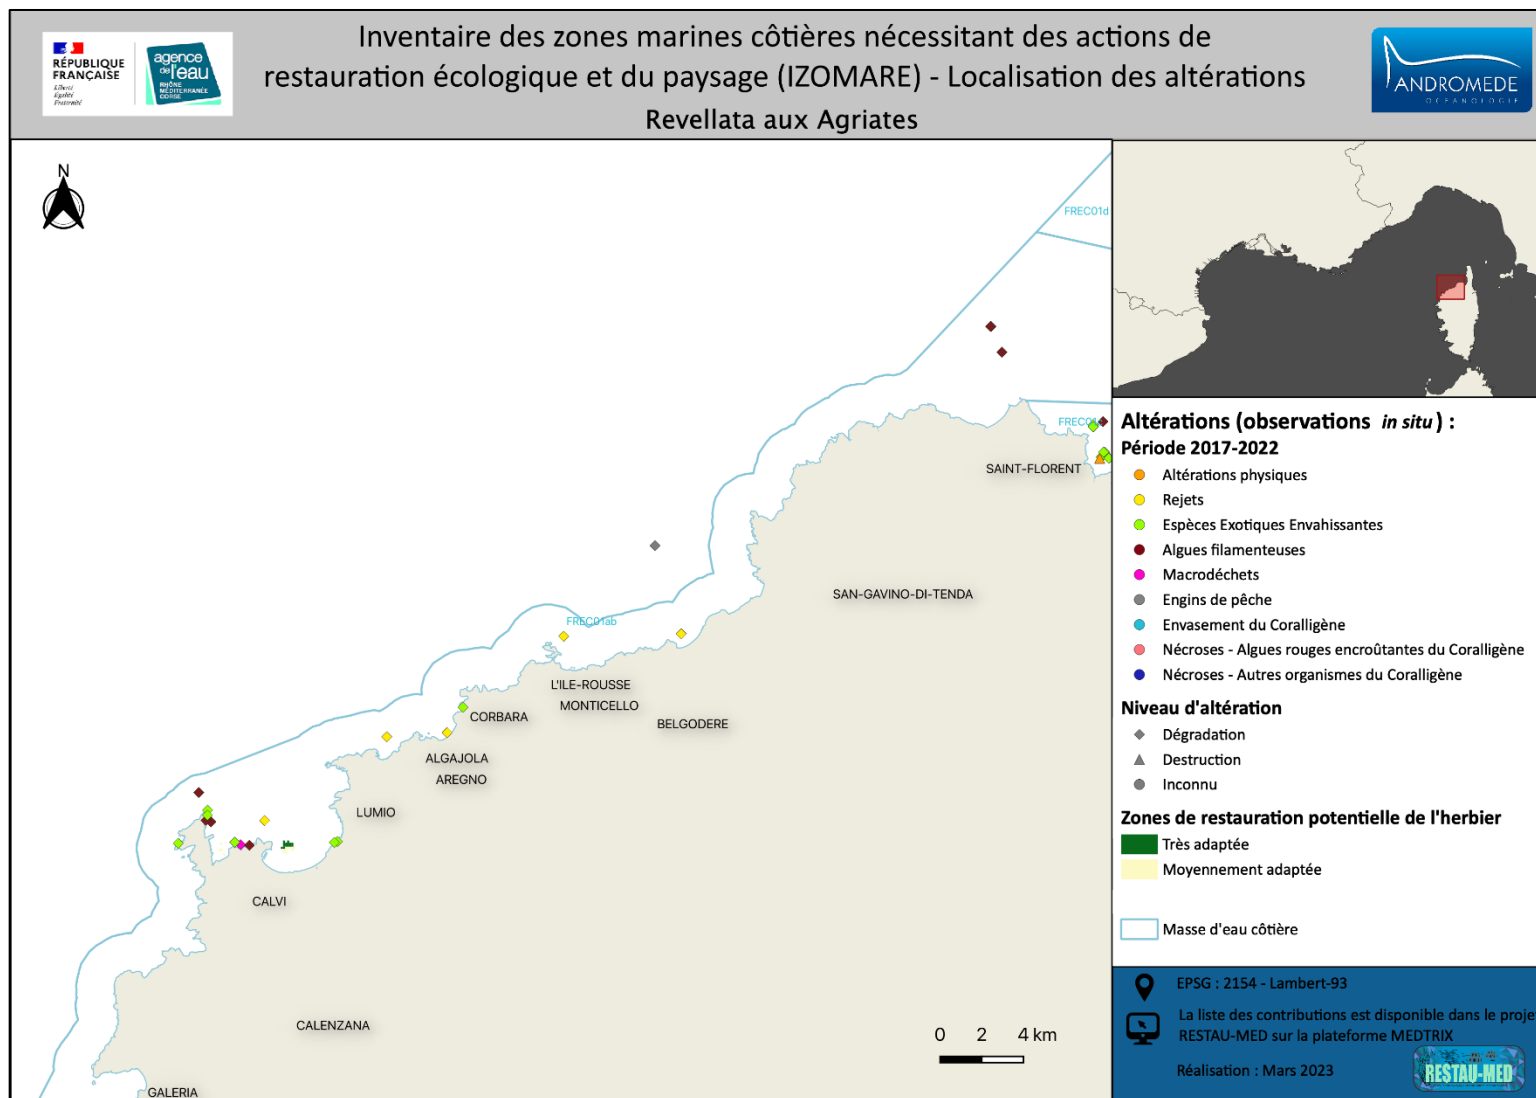 Inventaire des zones marines côtières nécessitant des actions de
restauration écologique et du paysage (IZOMARE) - Localisation des altérations
Revellata aux Agriates
RÉPUBLIQUE
FRANÇAISE
Liberté
Égalité
Fraternité
agence
de l'eau
RHÔNE
MÉDITERRANÉE
CORSE
ANDROMEDE
OCÉANOLOGIE
N
FREC01d
FREC01
SAINT-FLORENT
SAN-GAVINO-DI-TENDA
FREC01ab
L'ILE-ROUSSE
MONTICELLO
CORBARA
BELGODERE
ALGAJOLA
AREGNO
LUMIO
CALVI
CALENZANA
GALERIA
0 2 4 km
Altérations (observations in situ) :
Période 2017-2022
Altérations physiques
Rejets
Espèces Exotiques Envahissantes
Algues filamenteuses
Macrodéchets
Engins de pêche
Envasement du Coralligène
Nécroses - Algues rouges encroûtantes du Coralligène
Nécroses - Autres organismes du Coralligène
Niveau d'altération
Dégradation
Destruction
Inconnu
Zones de restauration potentielle de l'herbier
Très adaptée
Moyennement adaptée
Masse d'eau côtière
EPSG : 2154 - Lambert-93
La liste des contributions est disponible dans le proje
RESTAU-MED sur la plateforme MEDTRIX
Réalisation : Mars 2023
RESTAU-MED